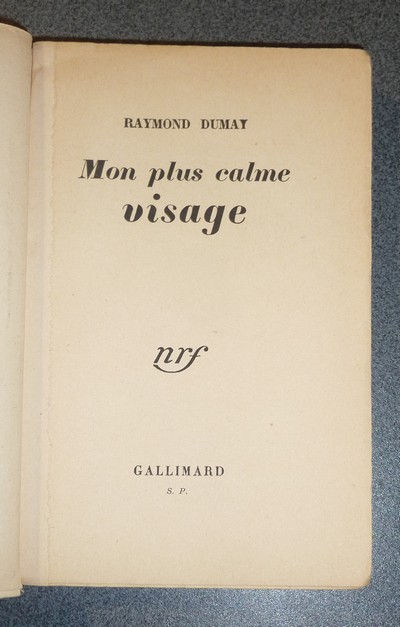 RAYMOND DUMAY
Mon plus calme
visage
nrf
GALLIMARD
S. P.